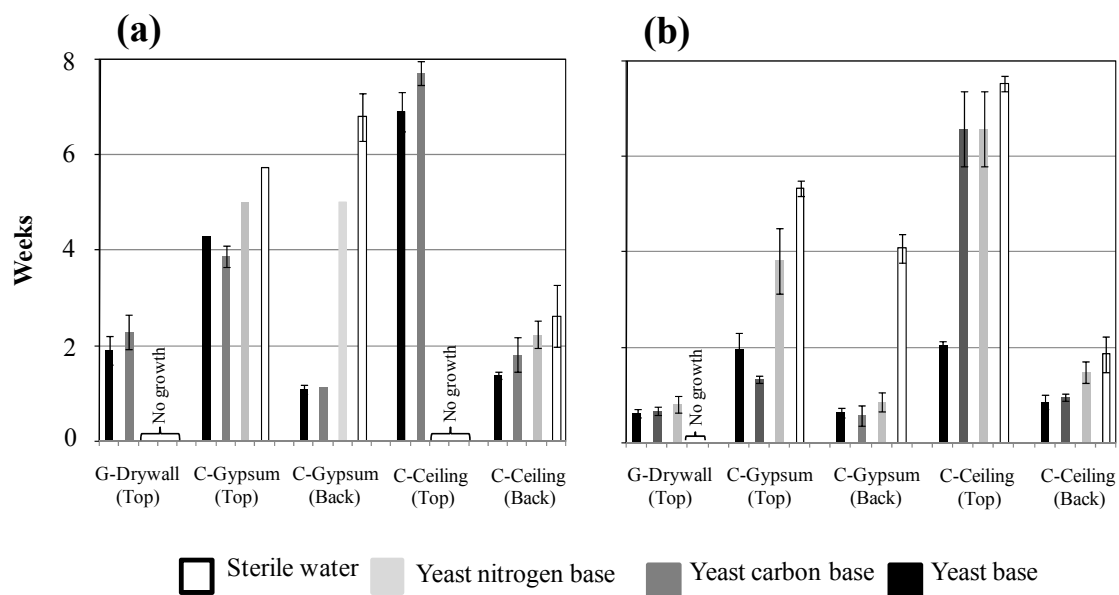 (a)
(b)
Weeks
8
6
4
2
0
No growth
No growth
No growth
G-Drywall
(Top)
C-Gypsum
(Top)
C-Gypsum
(Back)
C-Ceiling
(Top)
C-Ceiling
(Back)
G-Drywall
(Top)
C-Gypsum
(Top)
C-Gypsum
(Back)
C-Ceiling
(Top)
C-Ceiling
(Back)
Sterile water
Yeast nitrogen base
Yeast carbon base
Yeast base